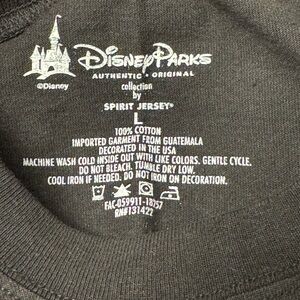 Disney Parks
AUTHENTIC • ORIGINAL
©Disney
collection
by
SPIRIT JERSEY®
L
100% COTTON
IMPORTED GARMENT FROM GUATEMALA
DECORATED IN THE USA
MACHINE WASH COLD INSIDE OUT WITH LIKE COLORS. GENTLE CYCLE.
DO NOT BLEACH. TUMBLE DRY LOW.
COOL IRON IF NEEDED. DO NOT IRON ON DECORATION.
FAC-059911-18157
RN#131422